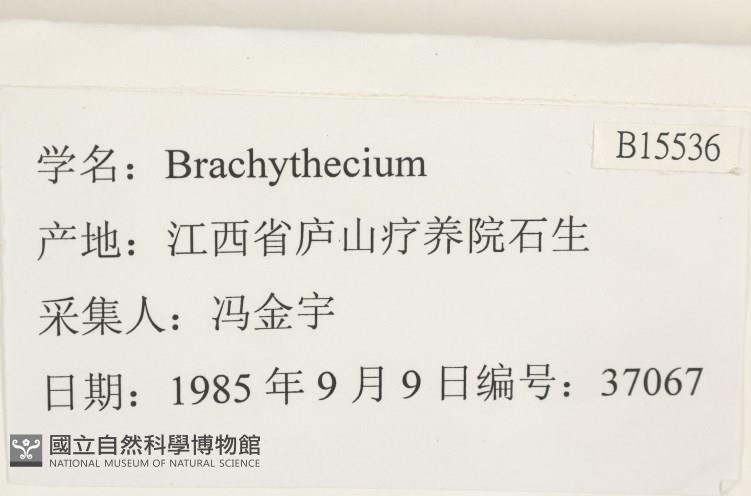 B15536
学名：Brachythecium
产地：江西省庐山疗养院石生
采集人：冯金宇
日期：1985年9月9日编号：37067
國立自然科學博物館
NATIONAL MUSEUM OF NATURAL SCIENCE